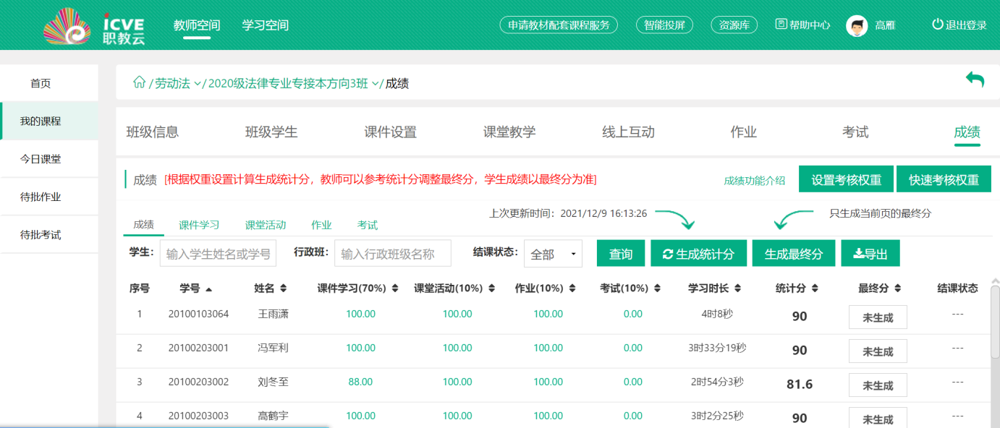 iCVE 职教云 教师空间 学习空间 申请教材配套课程服务 智能投屏 资源库 帮助中心 高雁 退出登录
首页
我的课程
今日课堂
待批作业
待批考试
/劳动法 /2020级法律专业专接本方向3班 /成绩
班级信息 班级学生 课件设置 课堂教学 线上互动 作业 考试 成绩
成绩 [根据权重设置计算生成统计分，教师可以参考统计分调整最终分，学生成绩以最终分为准] 成绩功能介绍 设置考核权重 快速考核权重
上次更新时间：2021/12/9 16:13:26 只生成当前页的最终分
成绩 课件学习 课堂活动 作业 考试
学生: 输入学生姓名或学号 行政班: 输入行政班级名称 结课状态: 全部 查询 生成统计分 生成最终分 导出
序号 学号 姓名 课件学习(70%) 课堂活动(10%) 作业(10%) 考试(10%) 学习时长 统计分 最终分 结课状态
1 20100103064 王雨潇 100.00 100.00 100.00 0.00 4时8秒 90 未生成 ---
2 20100203001 冯军利 100.00 100.00 100.00 0.00 3时33分19秒 90 未生成 ---
3 20100203002 刘冬至 88.00 100.00 100.00 0.00 2时54分3秒 81.6 未生成 ---
4 20100203003 高鹤宇 100.00 100.00 100.00 0.00 3时2分25秒 90 未生成 ---